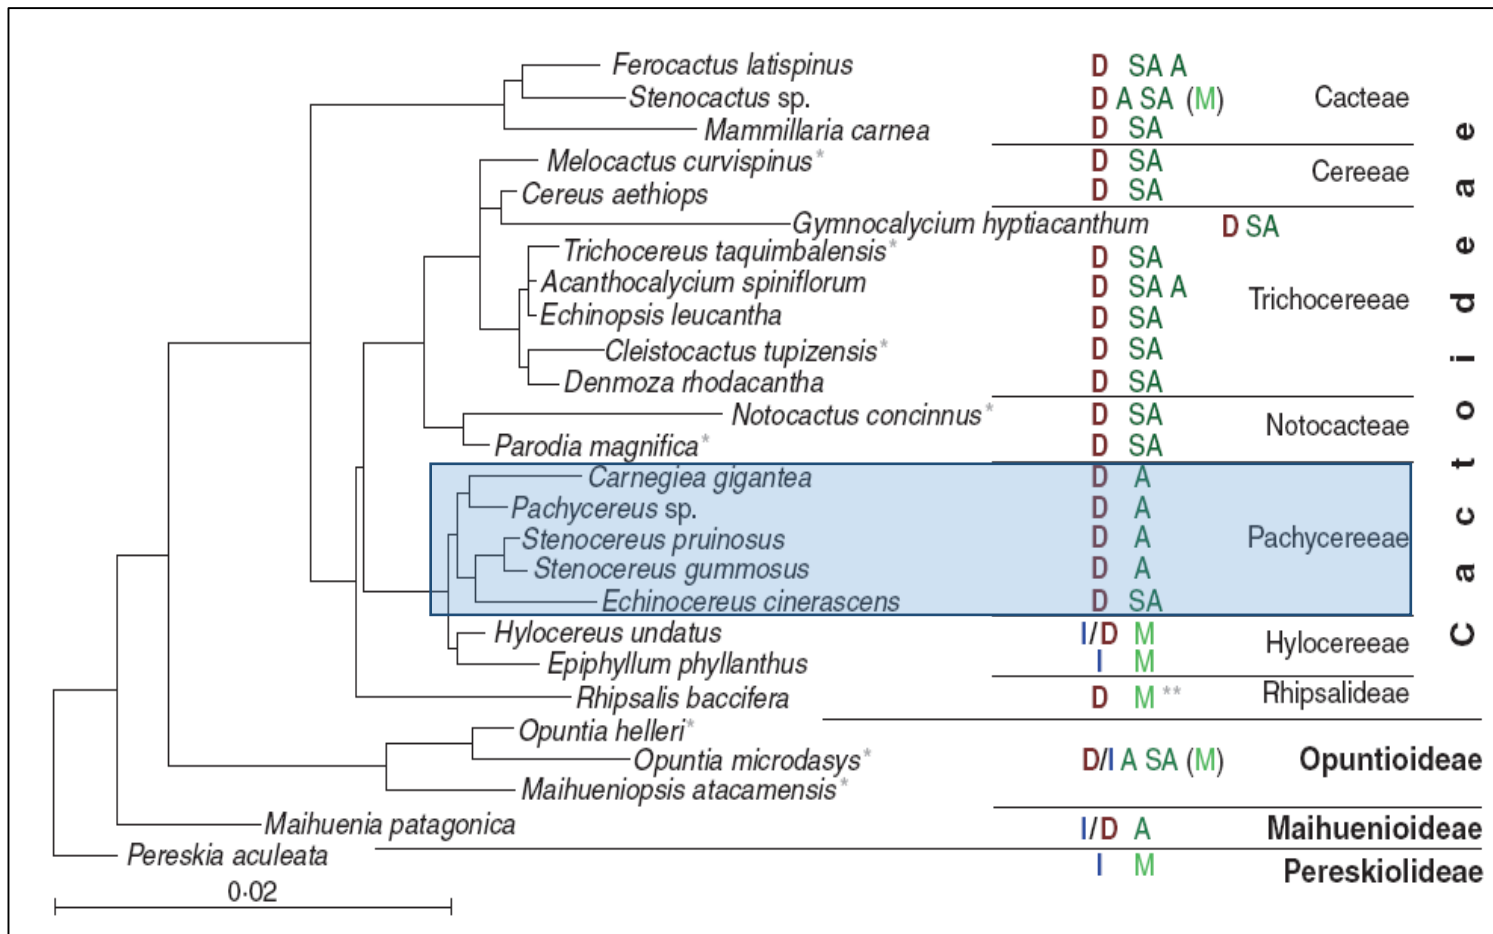 Ferocactus latispinus D SA A
Stenocactus sp. D A SA (M) Cacteae
Mammillaria carnea D SA
Melocactus curvispinus* D SA Cereeae
Cereus aethiops D SA
Gymnocalycium hyptiacanthum D SA
Trichocereus taquimbalensis* D SA
Acanthocalycium spiniflorum D SA A Trichocereeae
Echinopsis leucantha D SA
Cleistocactus tupizensis* D SA
Denmoza rhodacantha D SA
Notocactus concinnus* D SA Notocacteae
Parodia magnifica* D SA
Carnegiea gigantea D A
Pachycereus sp. D A
Stenocereus pruinosus D A Pachycereeae
Stenocereus gummosus D A
Echinocereus cinerascens D SA
Hylocereus undatus I/D M Hylocereeae
Epiphyllum phyllanthus I M
Rhipsalis baccifera D M** Rhipsalideae
Cactoideae
Opuntia helleri*
Opuntia microdasys* D/I A SA (M) Opuntioideae
Maihueniopsis atacamensis*
Maihuenia patagonica I/D A Maihuenioideae
Pereskia aculeata I M Pereskiolideae
0·02